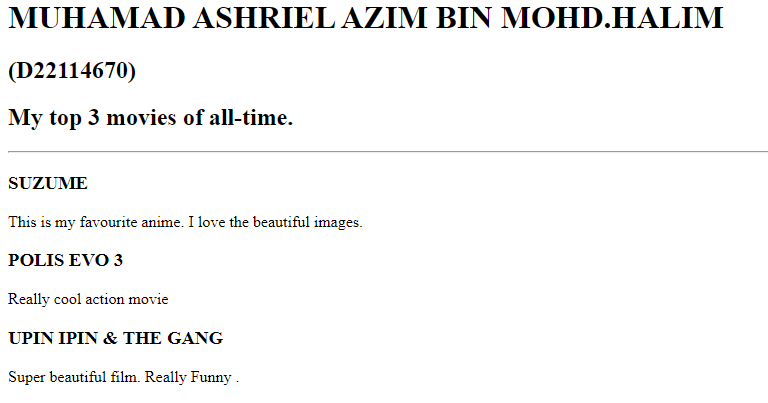 MUHAMAD ASHRIEL AZIM BIN MOHD.HALIM
(D22114670)
My top 3 movies of all-time.
SUZUME
This is my favourite anime. I love the beautiful images.
POLIS EVO 3
Really cool action movie
UPIN IPIN & THE GANG
Super beautiful film. Really Funny .